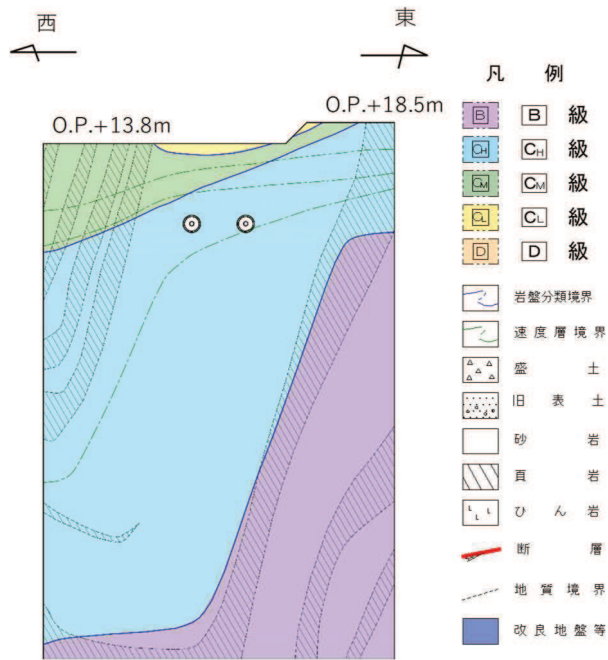 西
東
O.P.+13.8m
O.P.+18.5m
凡 例
B B 級
CH CH 級
CM CM 級
CL CL 級
D D 級
岩盤分類境界
速度層境界
盛土
旧表土
砂岩
頁岩
ひん岩
断層
地質境界
改良地盤等